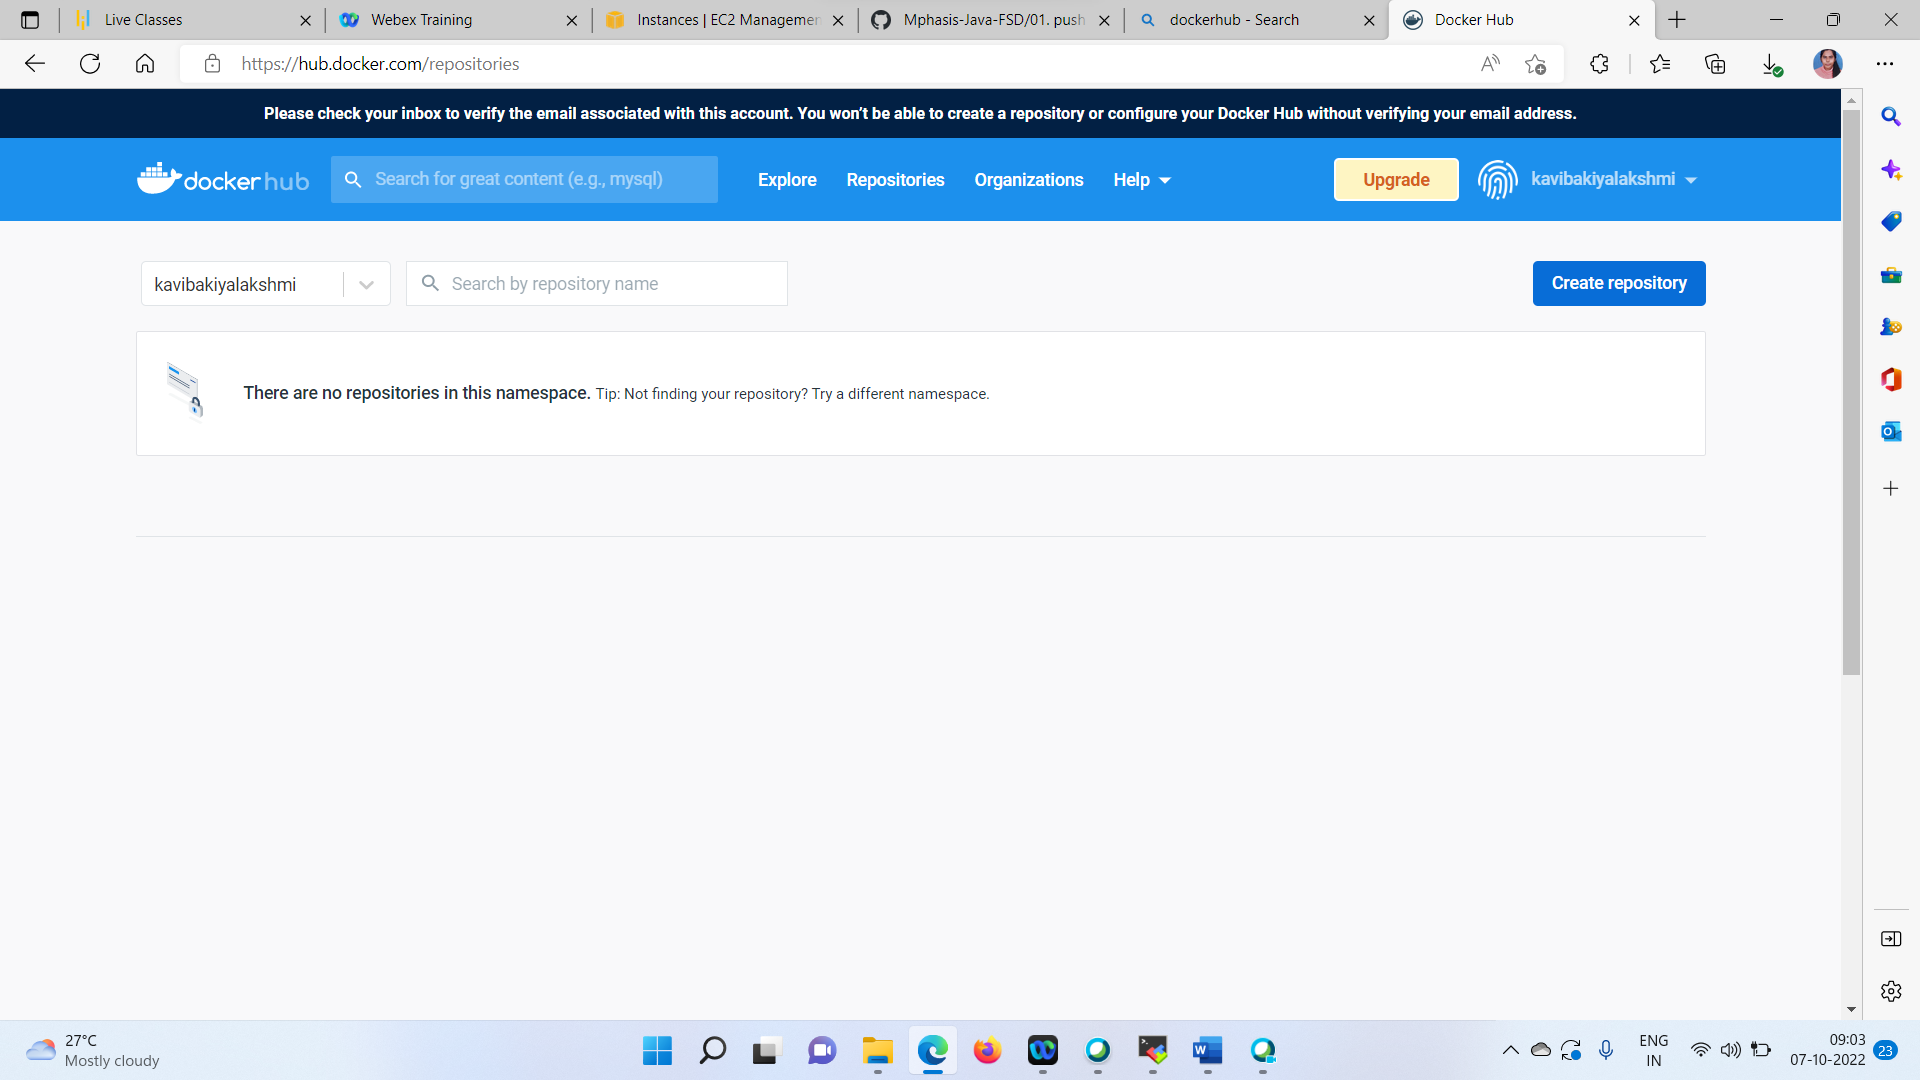 Live Classes
Webex Training
Instances | EC2 Managemen
Mphasis-Java-FSD/01. push
dockerhub - Search
Docker Hub
https://hub.docker.com/repositories
Please check your inbox to verify the email associated with this account. You won’t be able to create a repository or configure your Docker Hub without verifying your email address.
docker hub
Search for great content (e.g., mysql)
Explore
Repositories
Organizations
Help
Upgrade
kavibakiyalakshmi
kavibakiyalakshmi
Search by repository name
Create repository
There are no repositories in this namespace. Tip: Not finding your repository? Try a different namespace.
27°C
Mostly cloudy
ENG
IN
09:03
07-10-2022
23